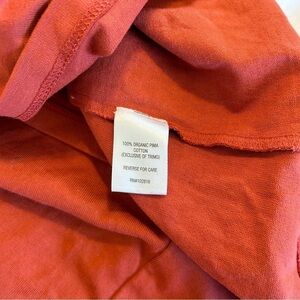 100% ORGANIC PIMA
COTTON
(EXCLUSIVE OF TRIMS)
REVERSE FOR CARE